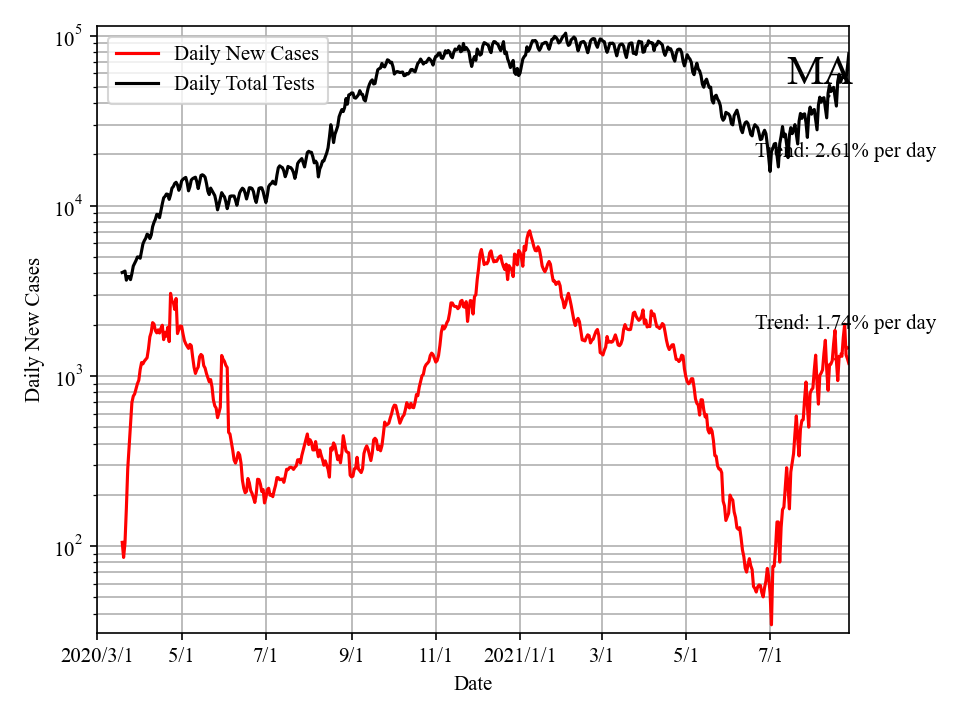 Daily New Cases
Daily Total Tests
MA
Trend: 2.61% per day
Trend: 1.74% per day
10^5
10^4
10^3
10^2
Daily New Cases
2020/3/1 5/1 7/1 9/1 11/1 2021/1/1 3/1 5/1 7/1
Date